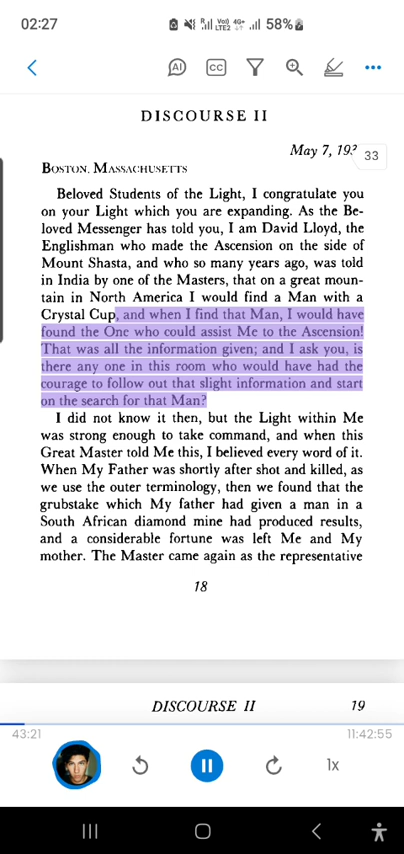 02:27
58%
AI CC
DISCOURSE II
May 7, 193
33
BOSTON, MASSACHUSETTS
Beloved Students of the Light, I congratulate you
on your Light which you are expanding. As the Be-
loved Messenger has told you, I am David Lloyd, the
Englishman who made the Ascension on the side of
Mount Shasta, and who so many years ago, was told
in India by one of the Masters, that on a great moun-
tain in North America I would find a Man with a
Crystal Cup, and when I find that Man, I would have
found the One who could assist Me to the Ascension!
That was all the information given; and I ask you, is
there any one in this room who would have had the
courage to follow out that slight information and start
on the search for that Man?
I did not know it then, but the Light within Me
was strong enough to take command, and when this
Great Master told Me this, I believed every word of it.
When My Father was shortly after shot and killed, as
we use the outer terminology, then we found that the
grubstake which My father had given a man in a
South African diamond mine had produced results,
and a considerable fortune was left Me and My
mother. The Master came again as the representative
18
DISCOURSE II 19
43:21 11:42:55
1x